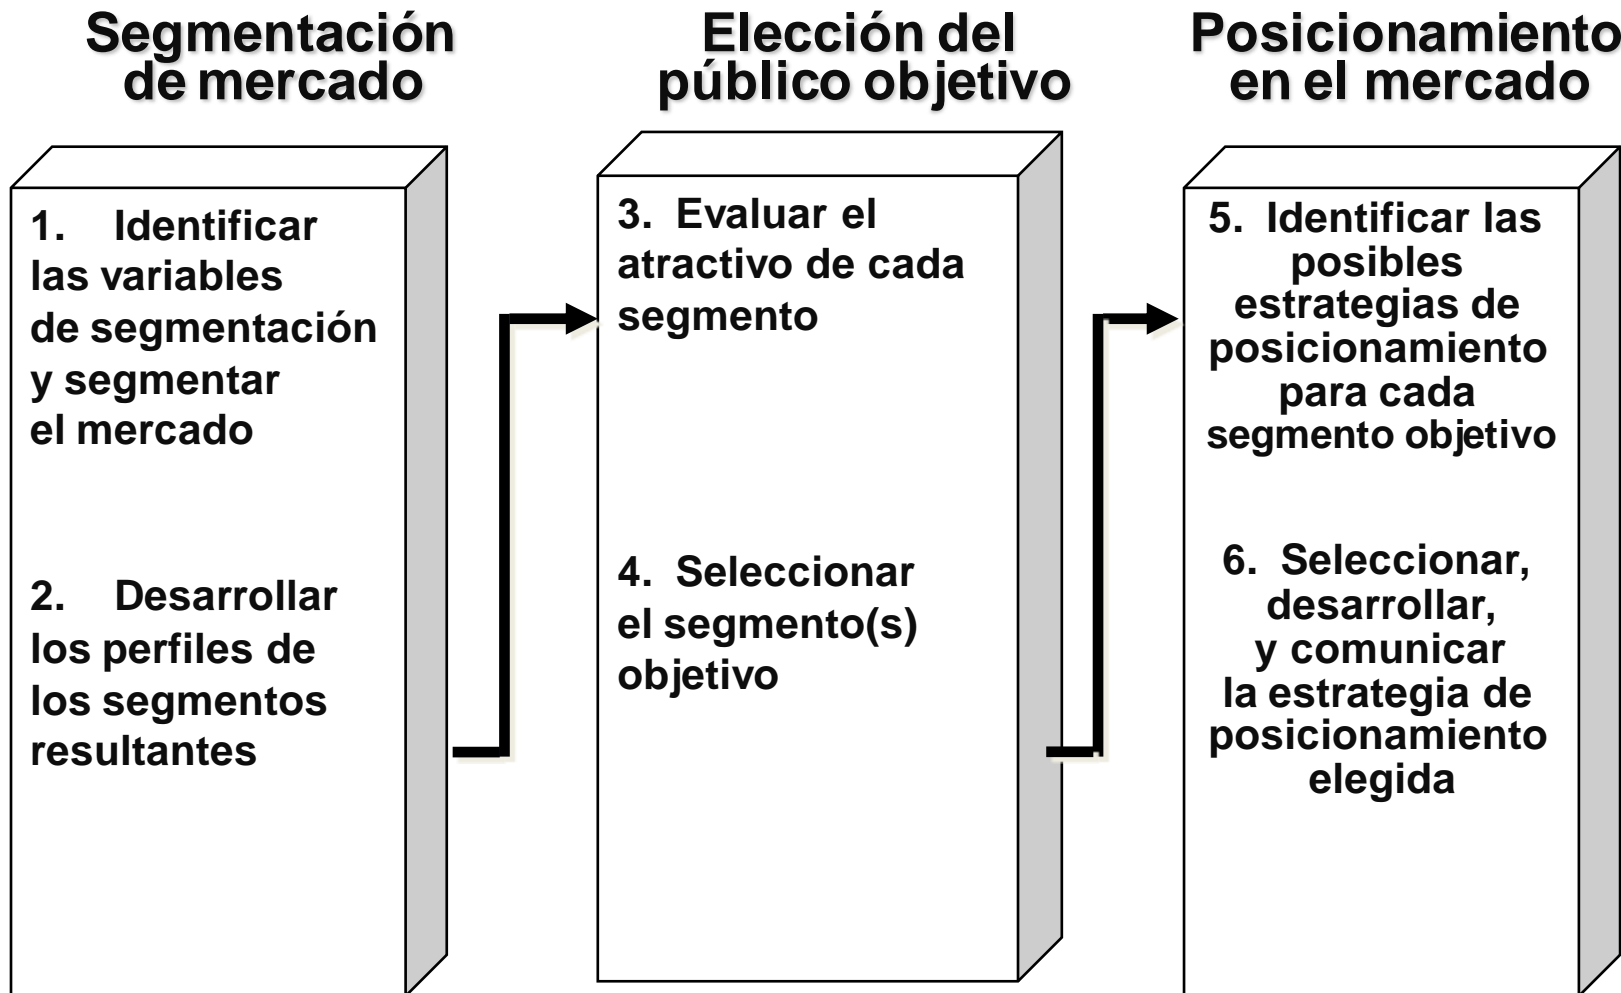 Segmentación
de mercado
1. Identificar
las variables
de segmentación
y segmentar
el mercado
2. Desarrollar
los perfiles de
los segmentos
resultantes
Elección del
público objetivo
3. Evaluar el
atractivo de cada
segmento
4. Seleccionar
el segmento(s)
objetivo
Posicionamiento
en el mercado
5. Identificar las
posibles
estrategias de
posicionamiento
para cada
segmento objetivo
6. Seleccionar,
desarrollar,
y comunicar
la estrategia de
posicionamiento
elegida